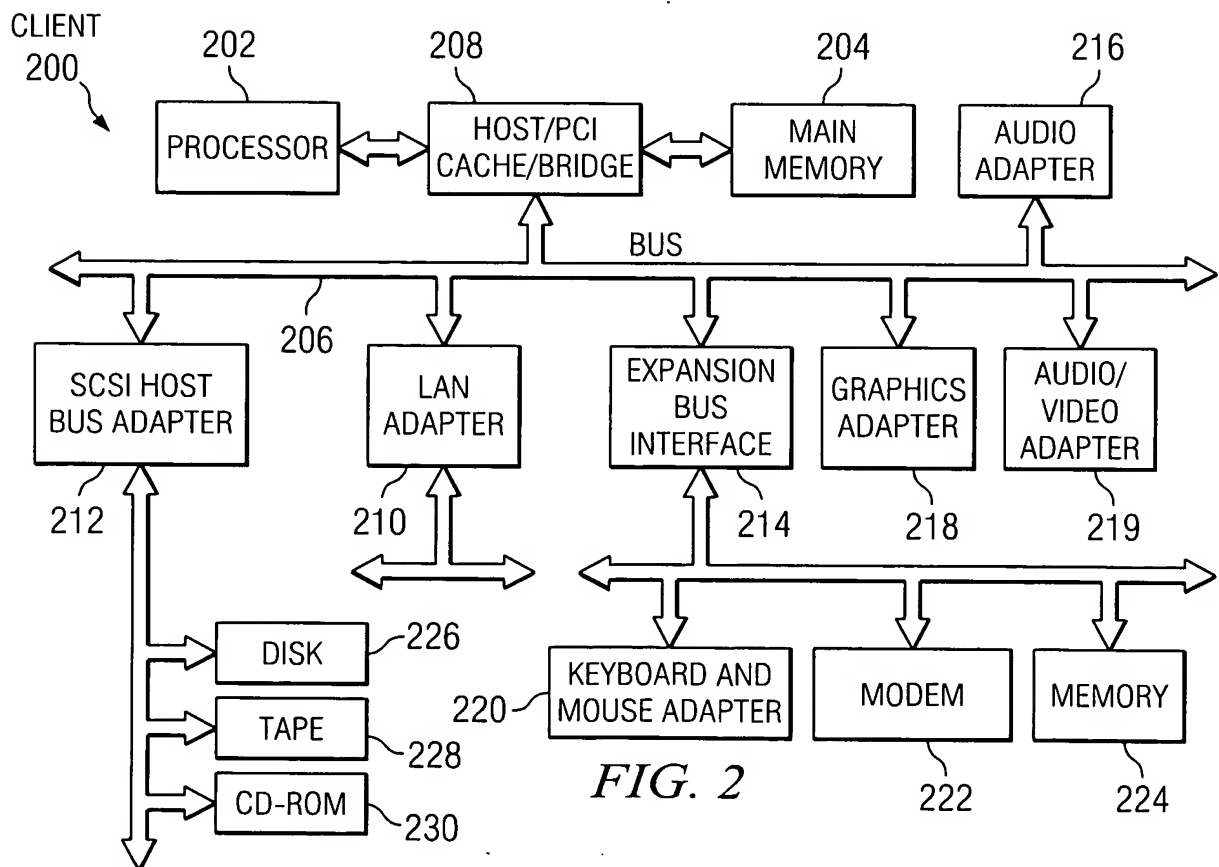 CLIENT
200
202
208
204
216
PROCESSOR
HOST/PCI
CACHE/BRIDGE
MAIN
MEMORY
AUDIO
ADAPTER
BUS
206
SCSI HOST
BUS ADAPTER
LAN
ADAPTER
EXPANSION
BUS
INTERFACE
GRAPHICS
ADAPTER
AUDIO/
VIDEO
ADAPTER
212
210
214
218
219
DISK
226
TAPE
228
CD-ROM
230
220
KEYBOARD AND
MOUSE ADAPTER
MODEM
MEMORY
222
224
FIG. 2